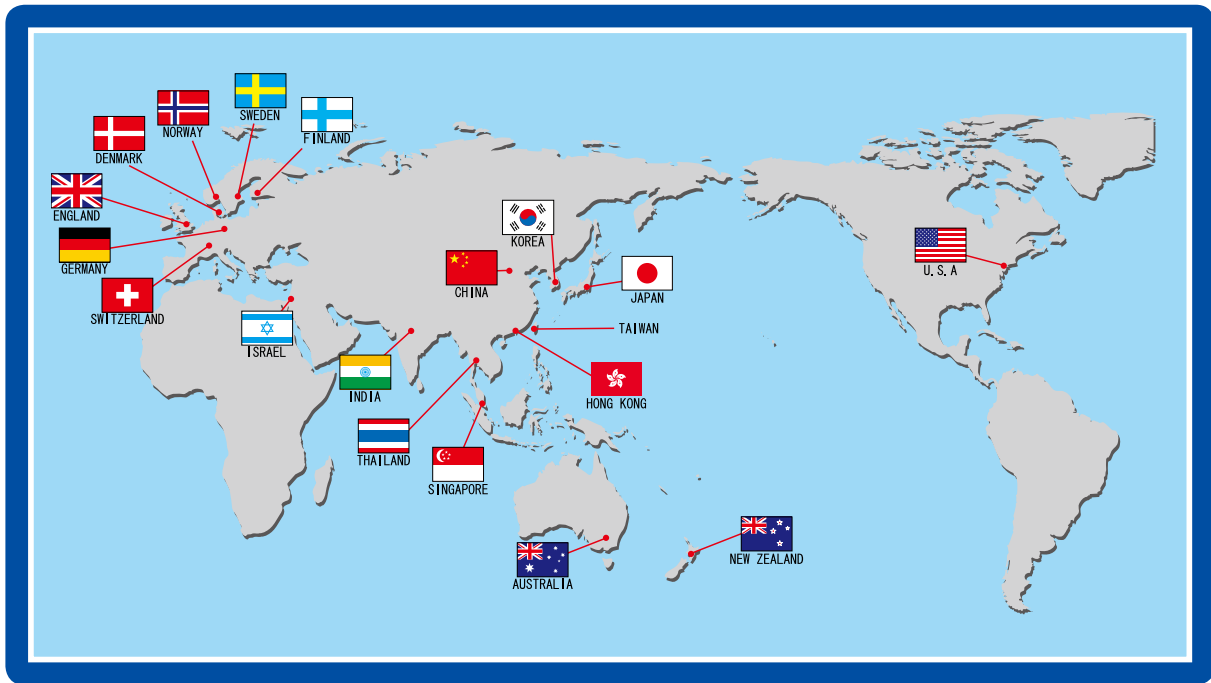 SWEDEN
NORWAY
FINLAND
DENMARK
ENGLAND
GERMANY
SWITZERLAND
ISRAEL
KOREA
CHINA
JAPAN
U.S.A
TAIWAN
INDIA
HONG KONG
THAILAND
SINGAPORE
AUSTRALIA
NEW ZEALAND